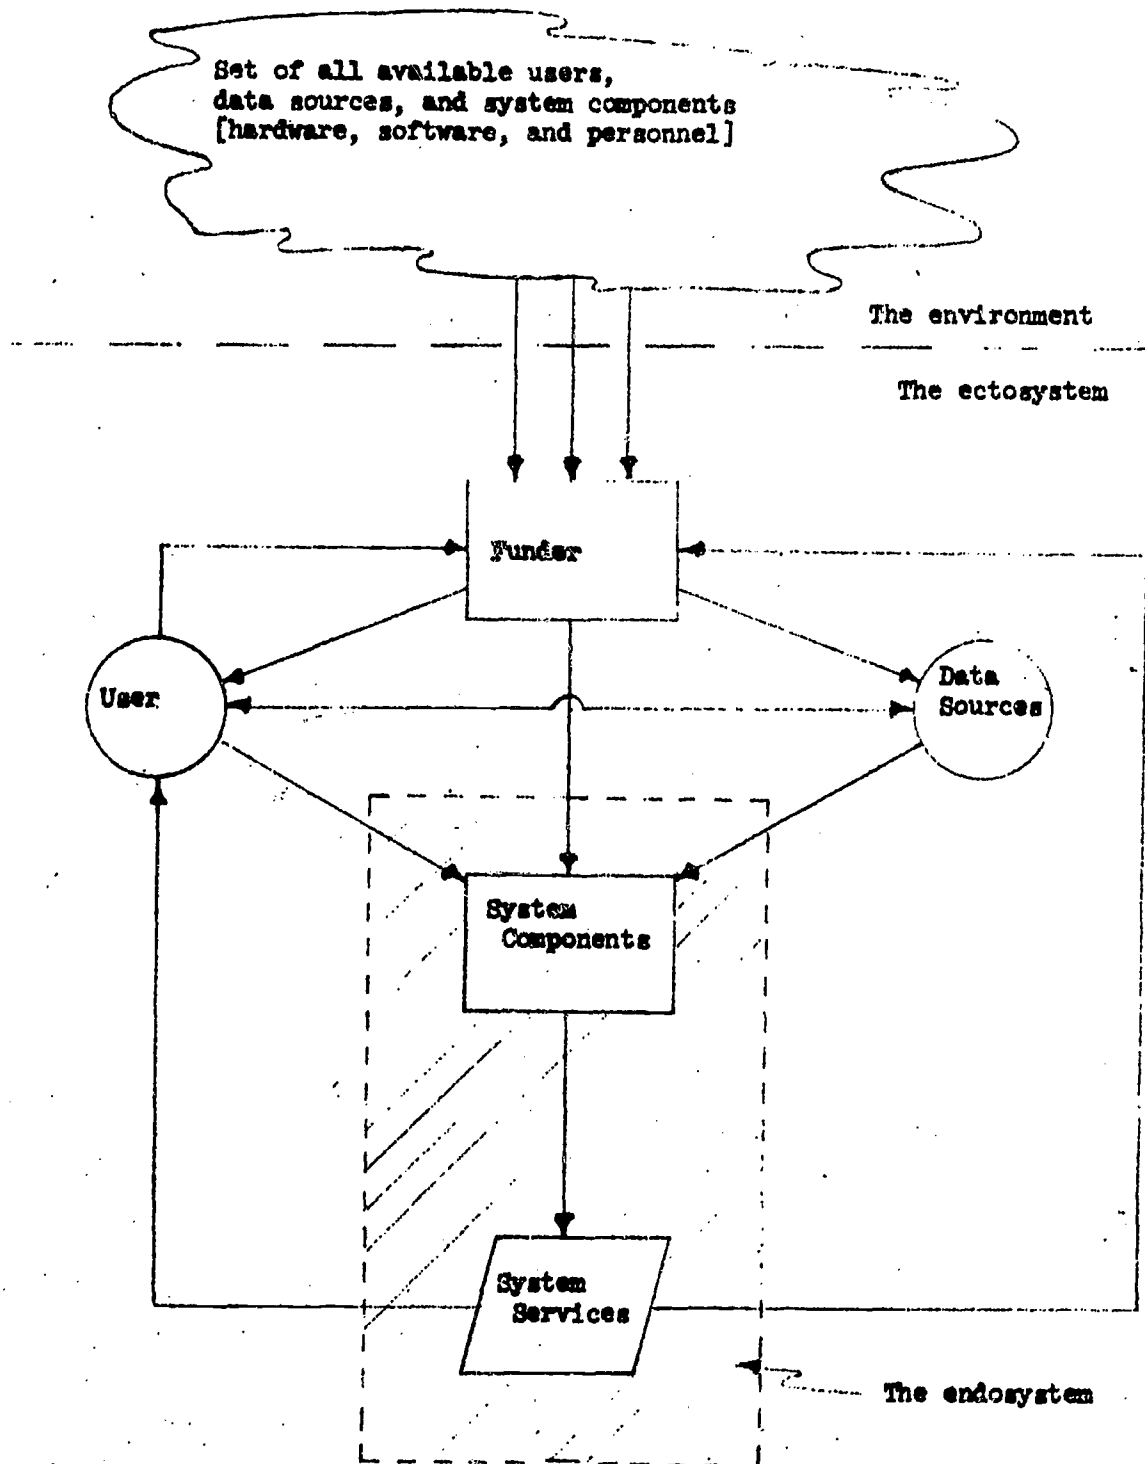 Set of all available users,
data sources, and system components
[hardware, software, and personnel]
The environment
The ectosystem
Funder
User
Data
Sources
System
Components
System
Services
The endosystem